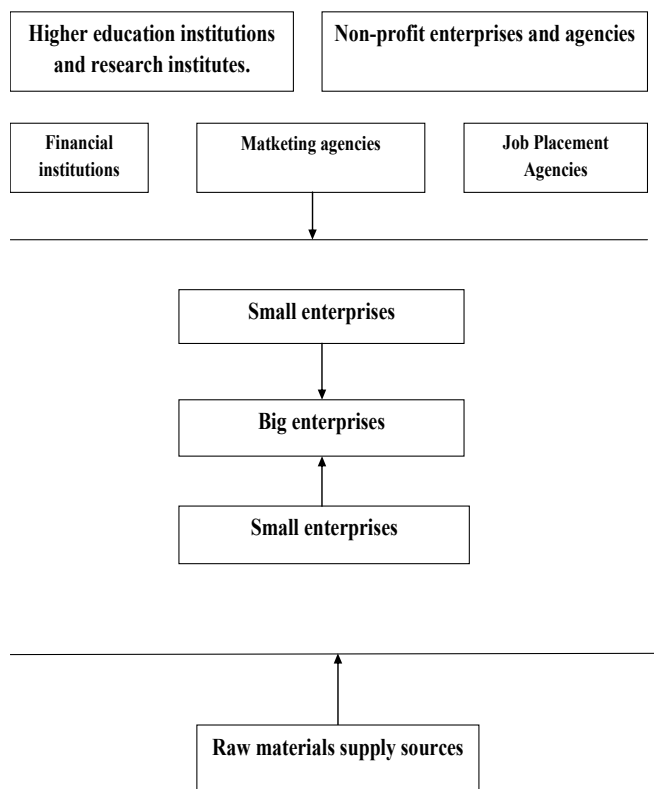 Higher education institutions
and research institutes.
Non-profit enterprises and agencies
Financial
institutions
Matketing agencies
Job Placement
Agencies
Small enterprises
Big enterprises
Small enterprises
Raw materials supply sources